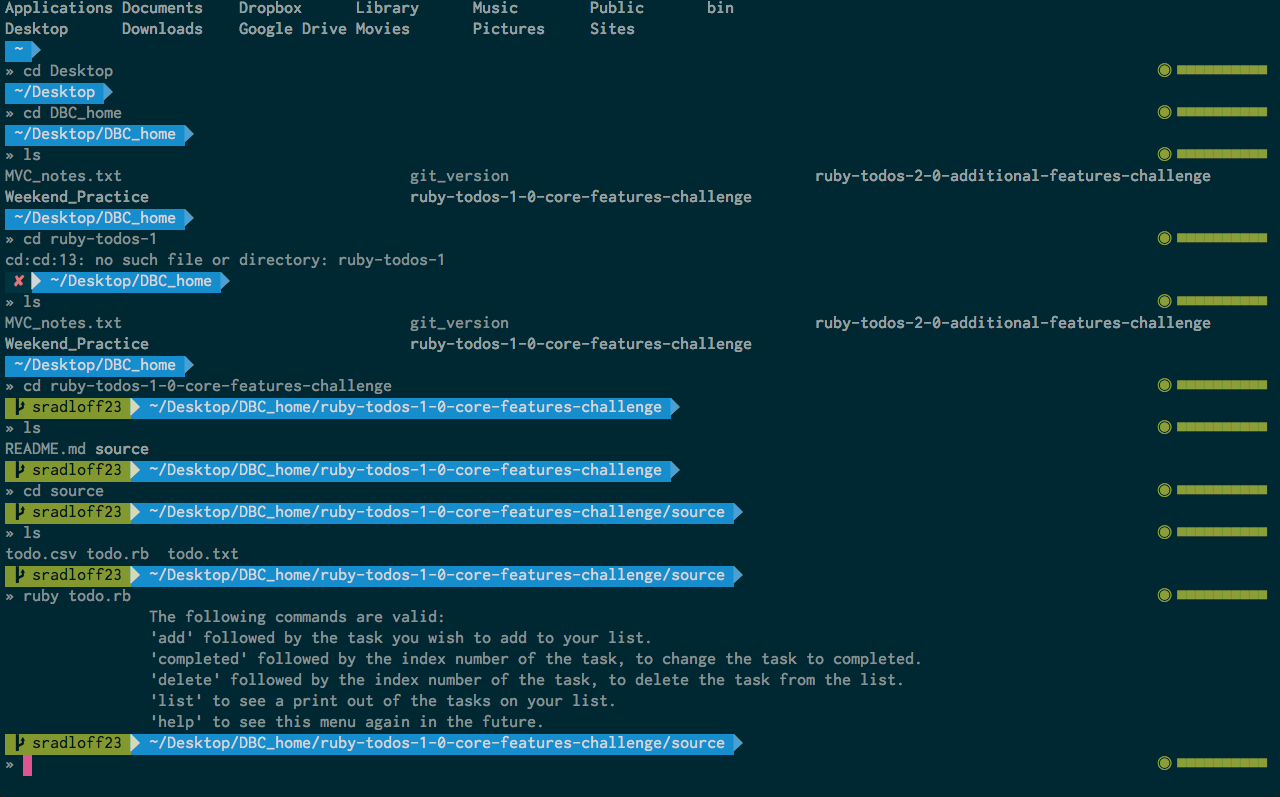 Applications Documents    Dropbox      Library      Music        Public       bin
Desktop      Downloads    Google Drive Movies       Pictures     Sites
~
» cd Desktop
~/Desktop
» cd DBC_home
~/Desktop/DBC_home
» ls
MVC_notes.txt                                git_version                                  ruby-todos-2-0-additional-features-challenge
Weekend_Practice                             ruby-todos-1-0-core-features-challenge
~/Desktop/DBC_home
» cd ruby-todos-1
cd:cd:13: no such file or directory: ruby-todos-1
✘ ~/Desktop/DBC_home
» ls
MVC_notes.txt                                git_version                                  ruby-todos-2-0-additional-features-challenge
Weekend_Practice                             ruby-todos-1-0-core-features-challenge
~/Desktop/DBC_home
» cd ruby-todos-1-0-core-features-challenge
sradloff23 ~/Desktop/DBC_home/ruby-todos-1-0-core-features-challenge
» ls
README.md source
sradloff23 ~/Desktop/DBC_home/ruby-todos-1-0-core-features-challenge
» cd source
sradloff23 ~/Desktop/DBC_home/ruby-todos-1-0-core-features-challenge/source
» ls
todo.csv todo.rb  todo.txt
sradloff23 ~/Desktop/DBC_home/ruby-todos-1-0-core-features-challenge/source
» ruby todo.rb
The following commands are valid:
'add' followed by the task you wish to add to your list.
'completed' followed by the index number of the task, to change the task to completed.
'delete' followed by the index number of the task, to delete the task from the list.
'list' to see a print out of the tasks on your list.
'help' to see this menu again in the future.
sradloff23 ~/Desktop/DBC_home/ruby-todos-1-0-core-features-challenge/source
»